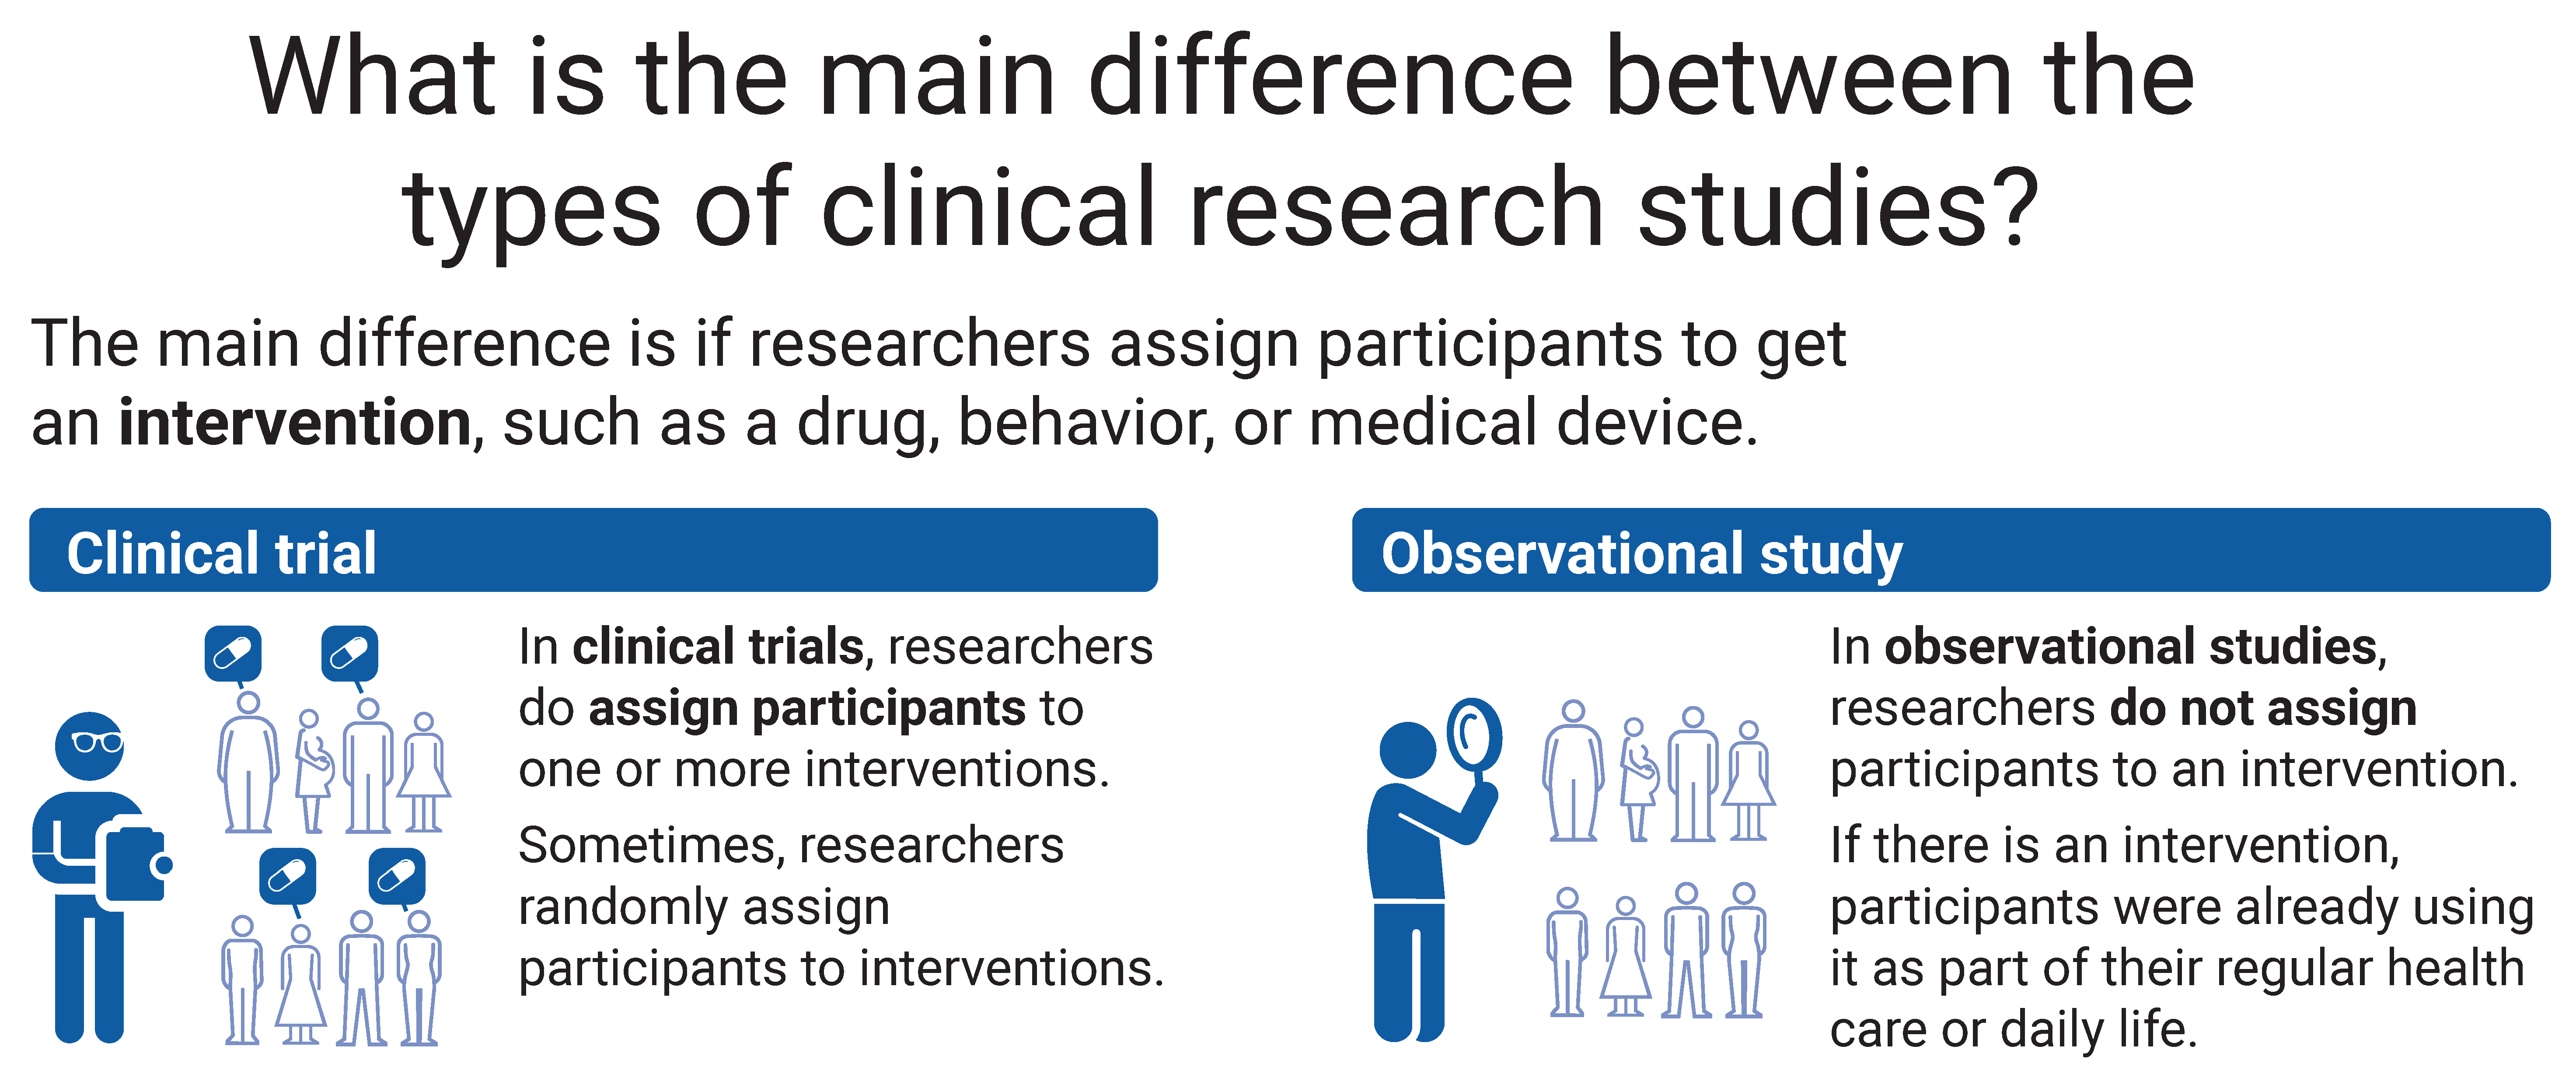 What is the main difference between the
types of clinical research studies?
The main difference is if researchers assign participants to get
an intervention, such as a drug, behavior, or medical device.
Clinical trial
In clinical trials, researchers
do assign participants to
one or more interventions.
Sometimes, researchers
randomly assign
participants to interventions.
Observational study
In observational studies,
researchers do not assign
participants to an intervention.
If there is an intervention,
participants were already using
it as part of their regular health
care or daily life.